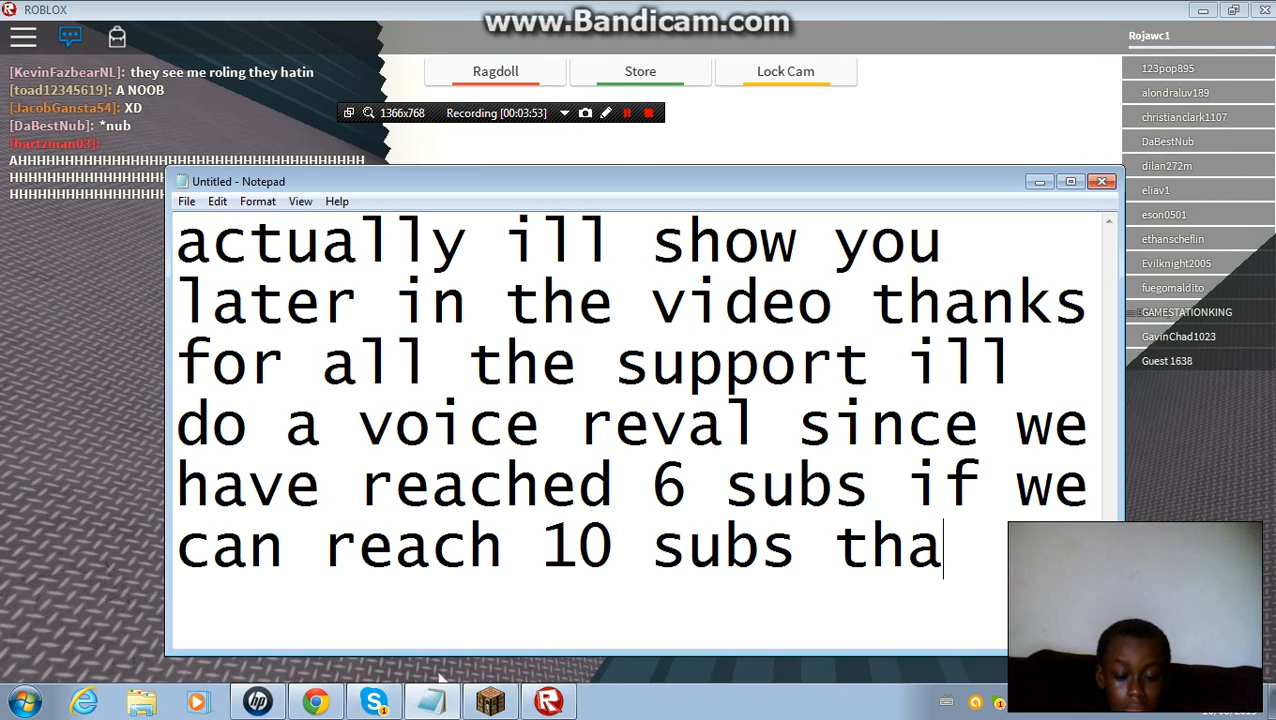 ROBLOX
www.Bandicam.com
Rojawc1
[KevinFazbearNL]: they see me roling they hatin
[toad12345619]: A NOOB
[JacobGansta54]: XD
[DaBestNub]: *nub
[hartzman03]:
Ragdoll
Store
Lock Cam
1366x768
Recording [00:03:53]
123pop895
alondraluv189
christianclark1107
DaBestNub
dilan272m
eliav1
eson0501
ethanscheflin
Evilknight2005
fuegomaldito
GAMESTATIONKING
GavinChad1023
Guest 1638
Untitled - Notepad
File Edit Format View Help
actually ill show you
later in the video thanks
for all the support ill
do a voice reval since we
have reached 6 subs if we
can reach 10 subs tha